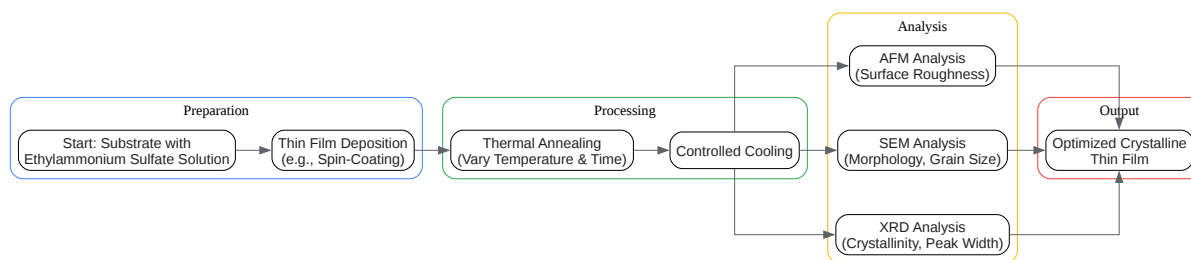 Preparation
Start: Substrate with
Ethylammonium Sulfate Solution
Thin Film Deposition
(e.g., Spin-Coating)
Processing
Thermal Annealing
(Vary Temperature & Time)
Controlled Cooling
Analysis
AFM Analysis
(Surface Roughness)
SEM Analysis
(Morphology, Grain Size)
XRD Analysis
(Crystallinity, Peak Width)
Output
Optimized Crystalline
Thin Film